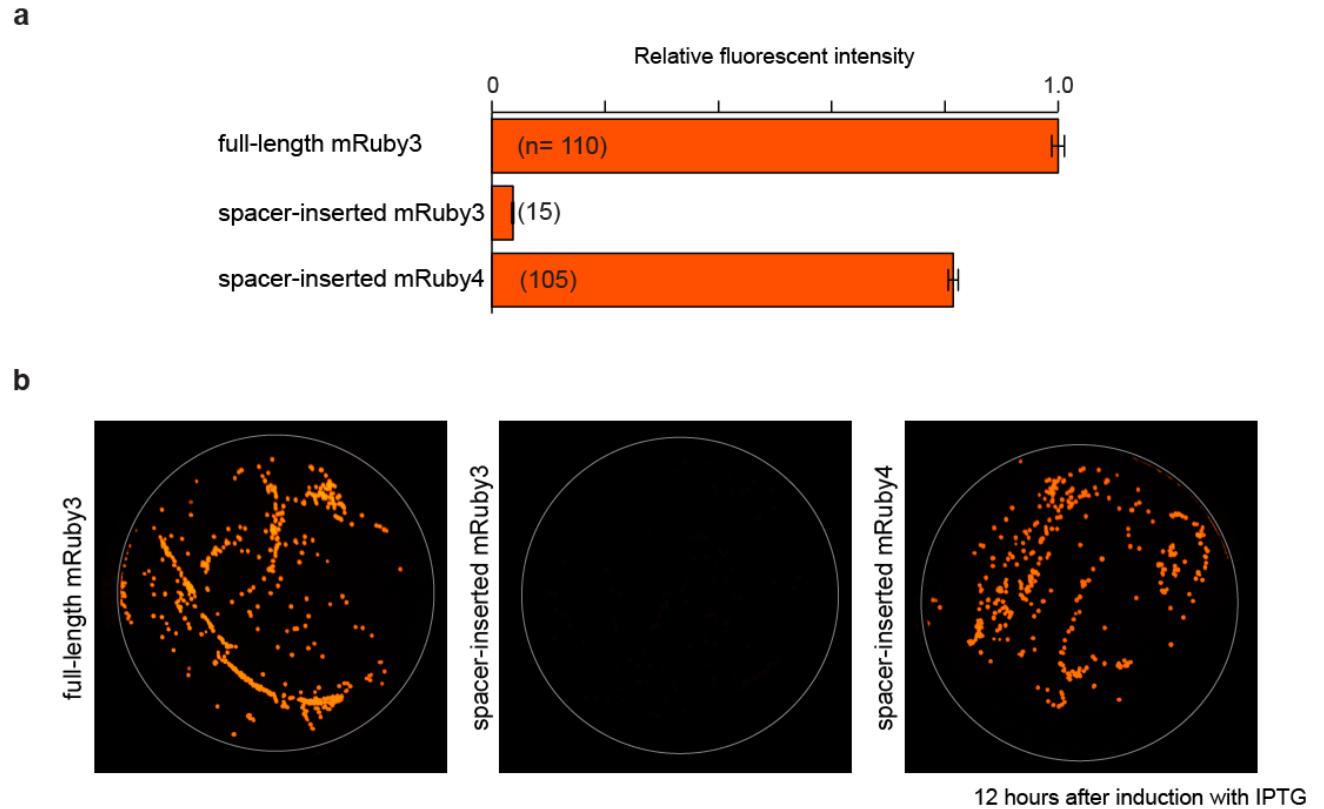 a
Relative fluorescent intensity
0 1.0
full-length mRuby3 (n= 110)
spacer-inserted mRuby3 (15)
spacer-inserted mRuby4 (105)
b
full-length mRuby3
spacer-inserted mRuby3
spacer-inserted mRuby4
12 hours after induction with IPTG